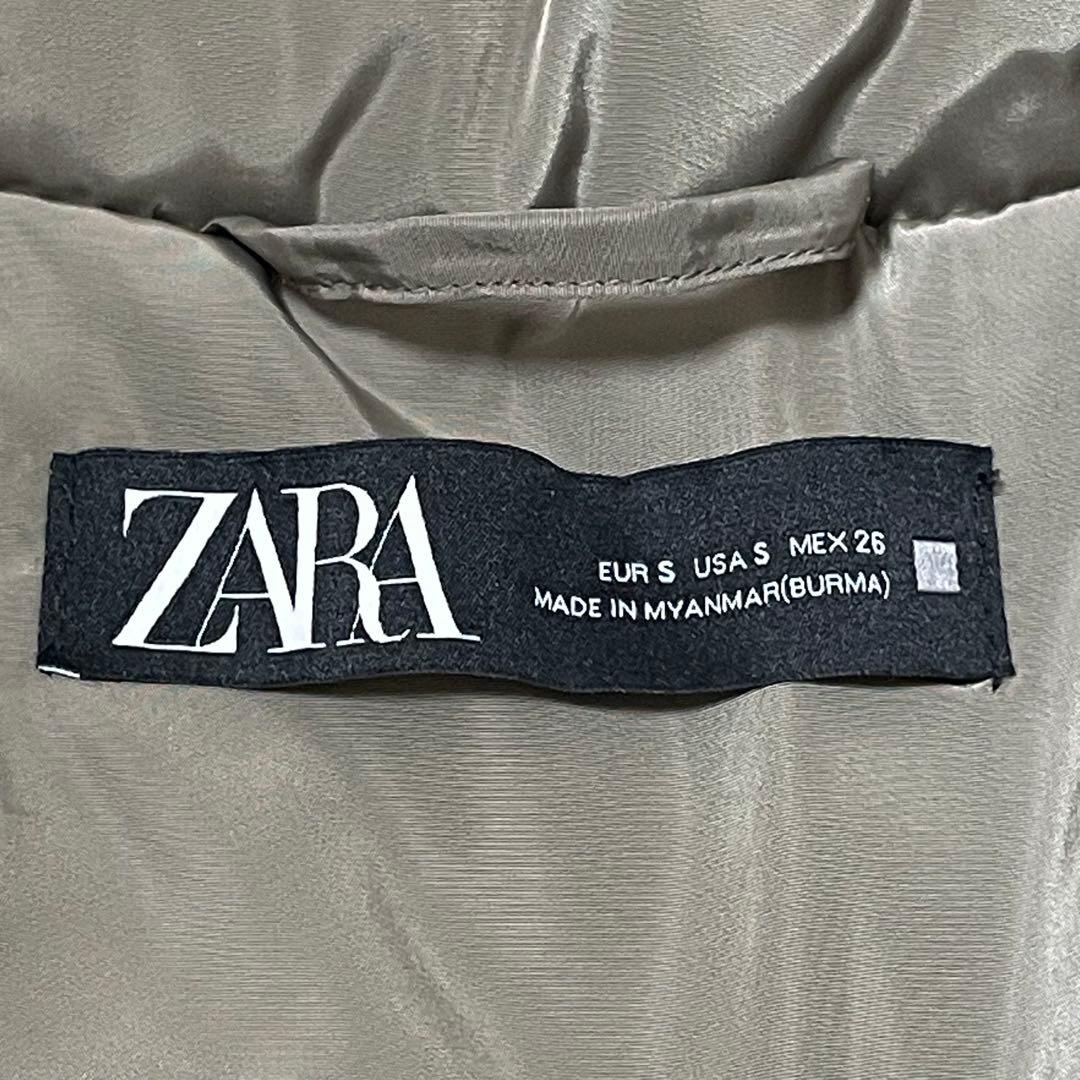 ZARA
EUR S USA S MEX 26
MADE IN MYANMAR(BURMA)